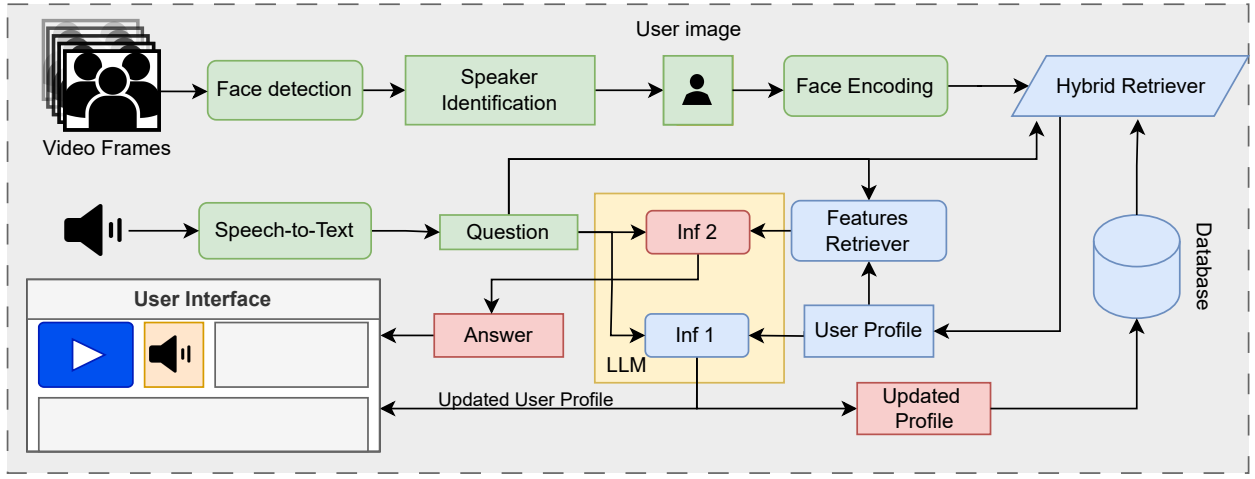 User image
Face detection
Speaker
Identification
Face Encoding
Hybrid Retriever
Video Frames
Speech-to-Text
Question
Inf 2
Features
Retriever
Database
User Interface
Answer
Inf 1
User Profile
LLM
Updated User Profile
Updated
Profile